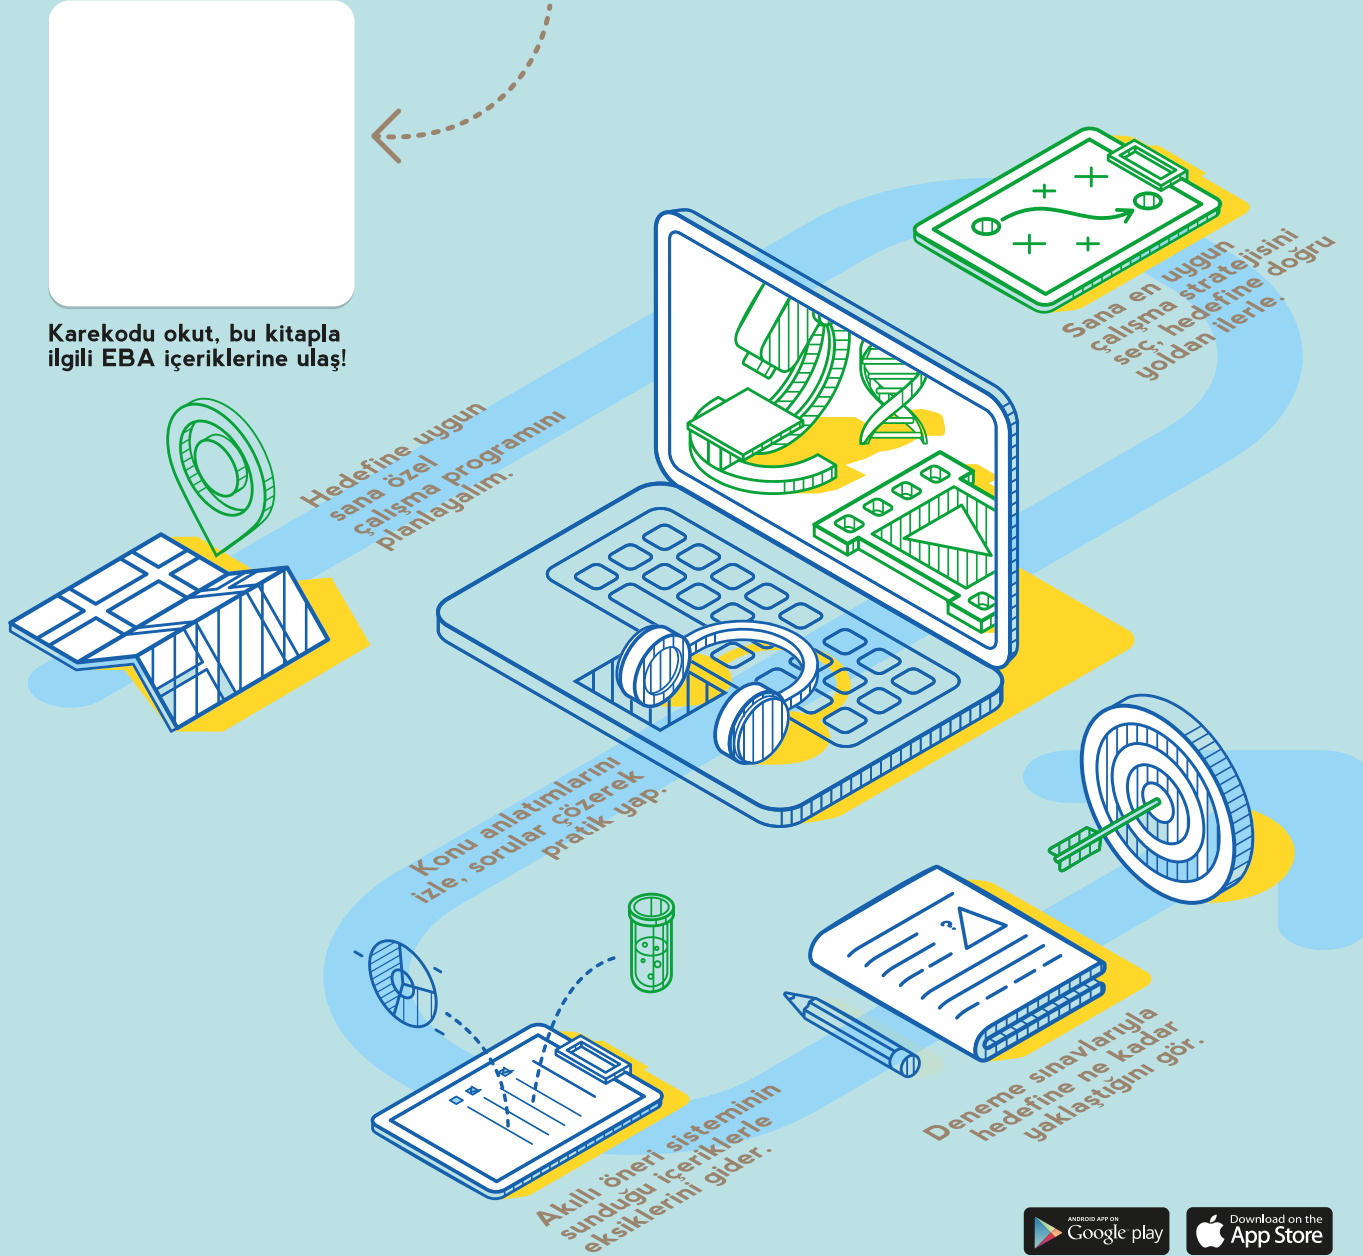 Karekodu okut, bu kitapla
ilgili EBA içeriklerine ulaş!
Sana en uygun
çalışma stratejisini
seç, hedefine doğru
yoldan ilerle.
Hedefine uygun
sana özel
çalışma programını
planlayalım.
Konu anlatımlarını
izle, sorular çözerek
pratik yap.
?
Deneme sınavlarıyla
hedefine ne kadar
yaklaştığını gör.
Akıllı öneri sisteminin
sunduğu içeriklerle
eksiklerini gider.
ANDROID APP ON
Google play
Download on the
App Store